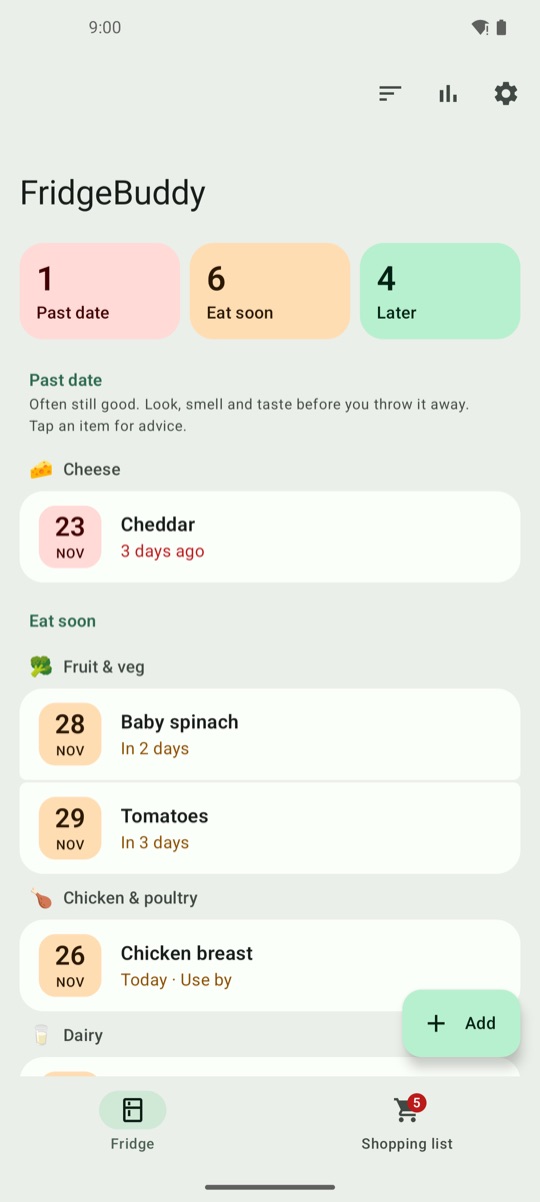 9:00
FridgeBuddy
1
Past date
6
Eat soon
4
Later
Past date
Often still good. Look, smell and taste before you throw it away.
Tap an item for advice.
Cheese
23
NOV
Cheddar
3 days ago
Eat soon
Fruit & veg
28
NOV
Baby spinach
In 2 days
29
NOV
Tomatoes
In 3 days
Chicken & poultry
26
NOV
Chicken breast
Today · Use by
Dairy
Add
5
Fridge
Shopping list